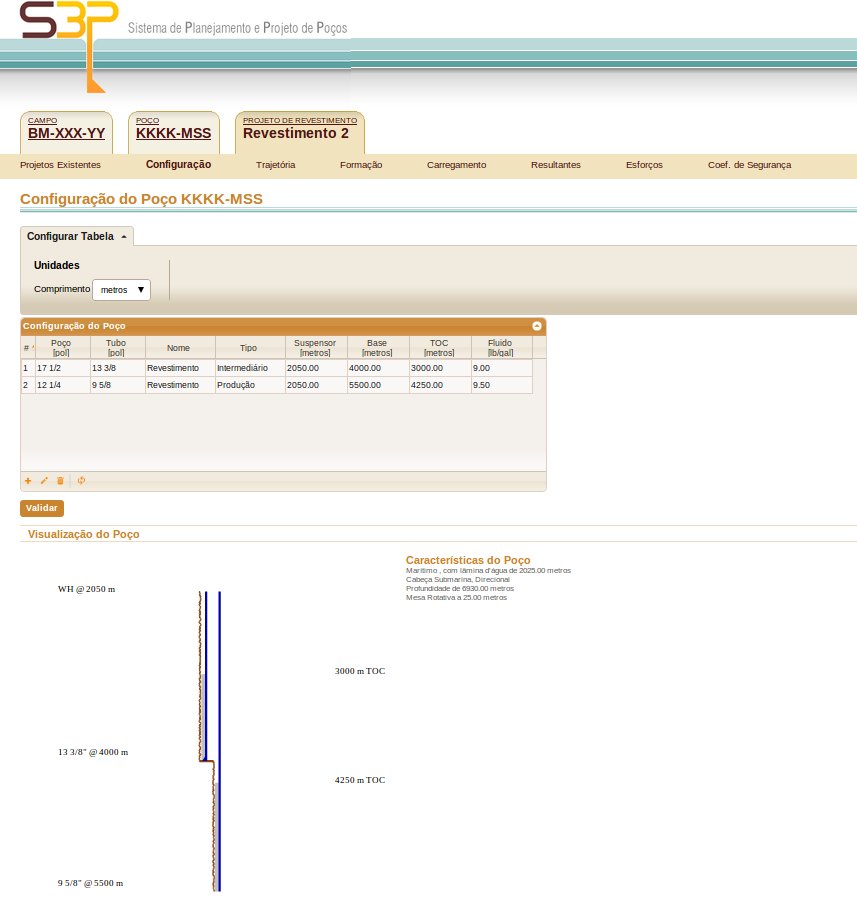 S3P
Sistema de Planejamento e Projeto de Poços
CAMPO
BM-XXX-YY
POÇO
KKKK-MSS
PROJETO DE REVESTIMENTO
Revestimento 2
Projetos Existentes Configuração Trajetória Formação Carregamento Resultantes Esforços Coef. de Segurança
Configuração do Poço KKKK-MSS
Configurar Tabela
Unidades
Comprimento metros
Configuração do Poço
# Poço [pol] Tubo [pol] Nome Tipo Suspensor [metros] Base [metros] TOC [metros] Fluido [lb/gal]
1 17 1/2 13 3/8 Revestimento Intermediário 2050.00 4000.00 3000.00 9.00
2 12 1/4 9 5/8 Revestimento Produção 2050.00 5500.00 4250.00 9.50
Validar
Visualização do Poço
Características do Poço
Marítimo , com lâmina d'água de 2025.00 metros
Cabeça Submarina, Direcional
Profundidade de 6930.00 metros
Mesa Rotativa a 25.00 metros
WH @ 2050 m
3000 m TOC
13 3/8" @ 4000 m
4250 m TOC
9 5/8" @ 5500 m